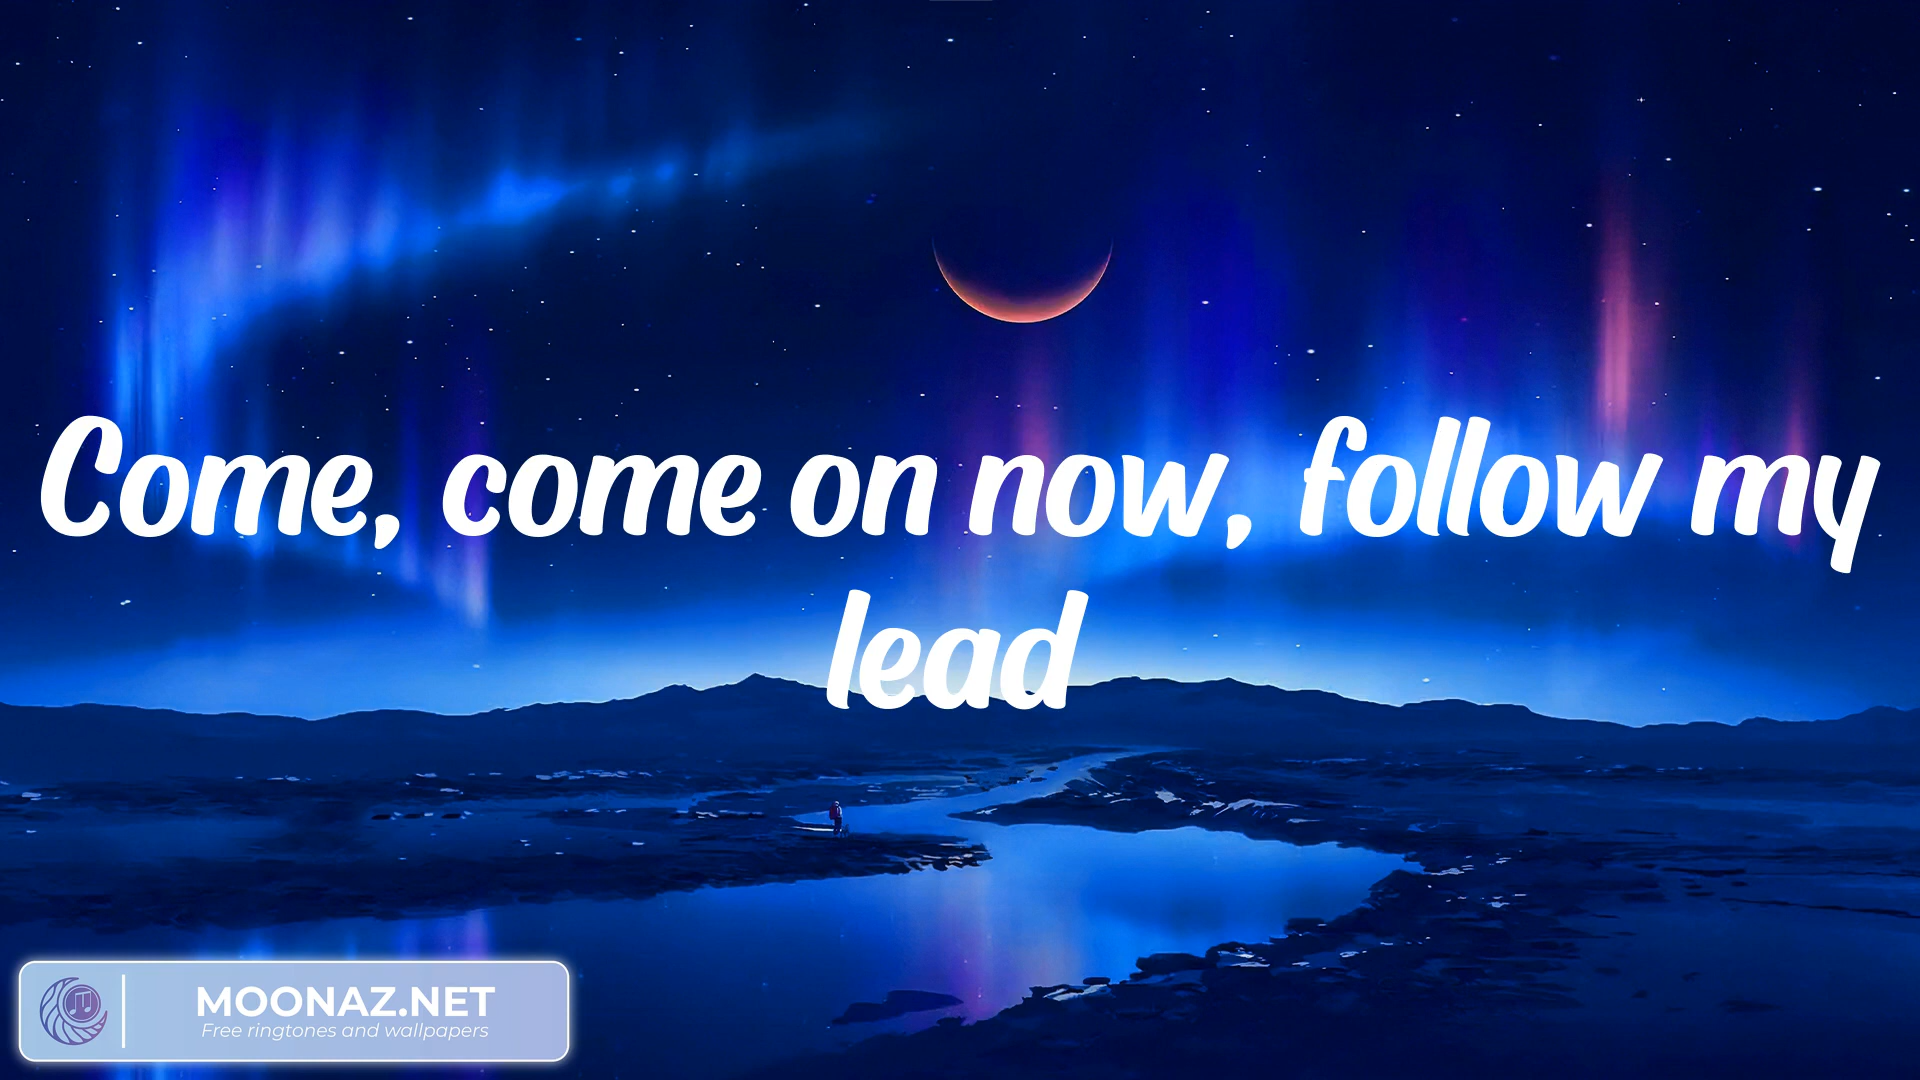 Come, come on now, follow my
lead
MOONAZ.NET
Free ringtones and wallpapers